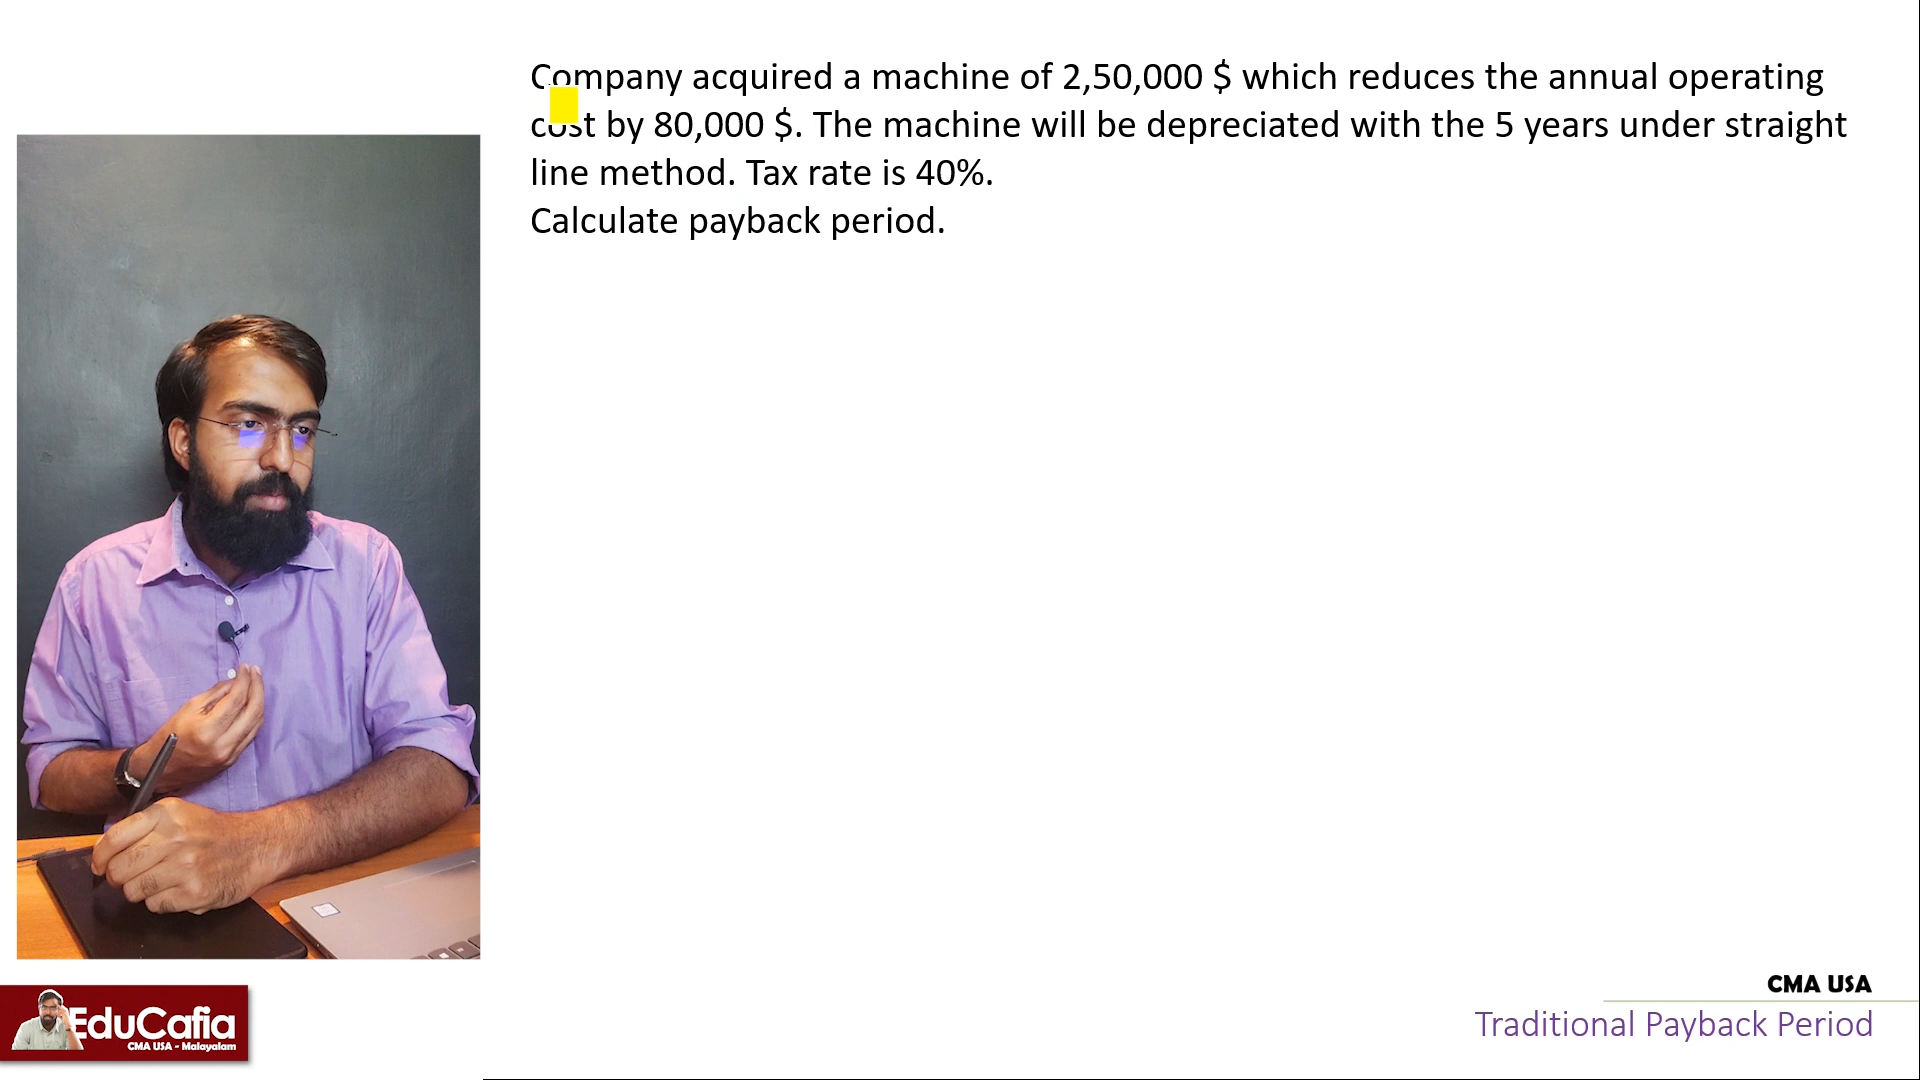 Company acquired a machine of 2,50,000 $ which reduces the annual operating
cost by 80,000 $. The machine will be depreciated with the 5 years under straight
line method. Tax rate is 40%.
Calculate payback period.
EduCafia
CMA USA - Malayalam
CMA USA
Traditional Payback Period